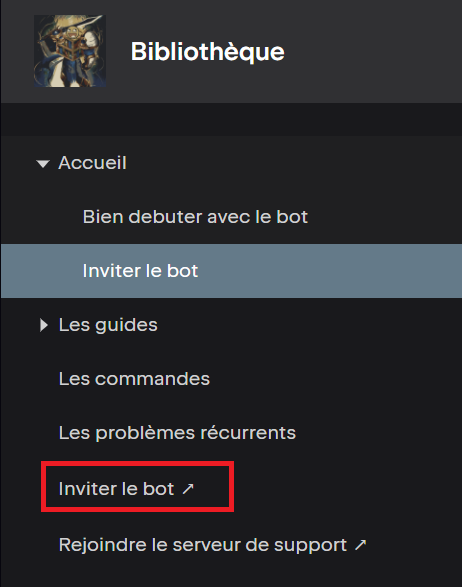 Bibliothèque
Accueil
Bien debuter avec le bot
Inviter le bot
Les guides
Les commandes
Les problèmes récurrents
Inviter le bot ↗
Rejoindre le serveur de support ↗